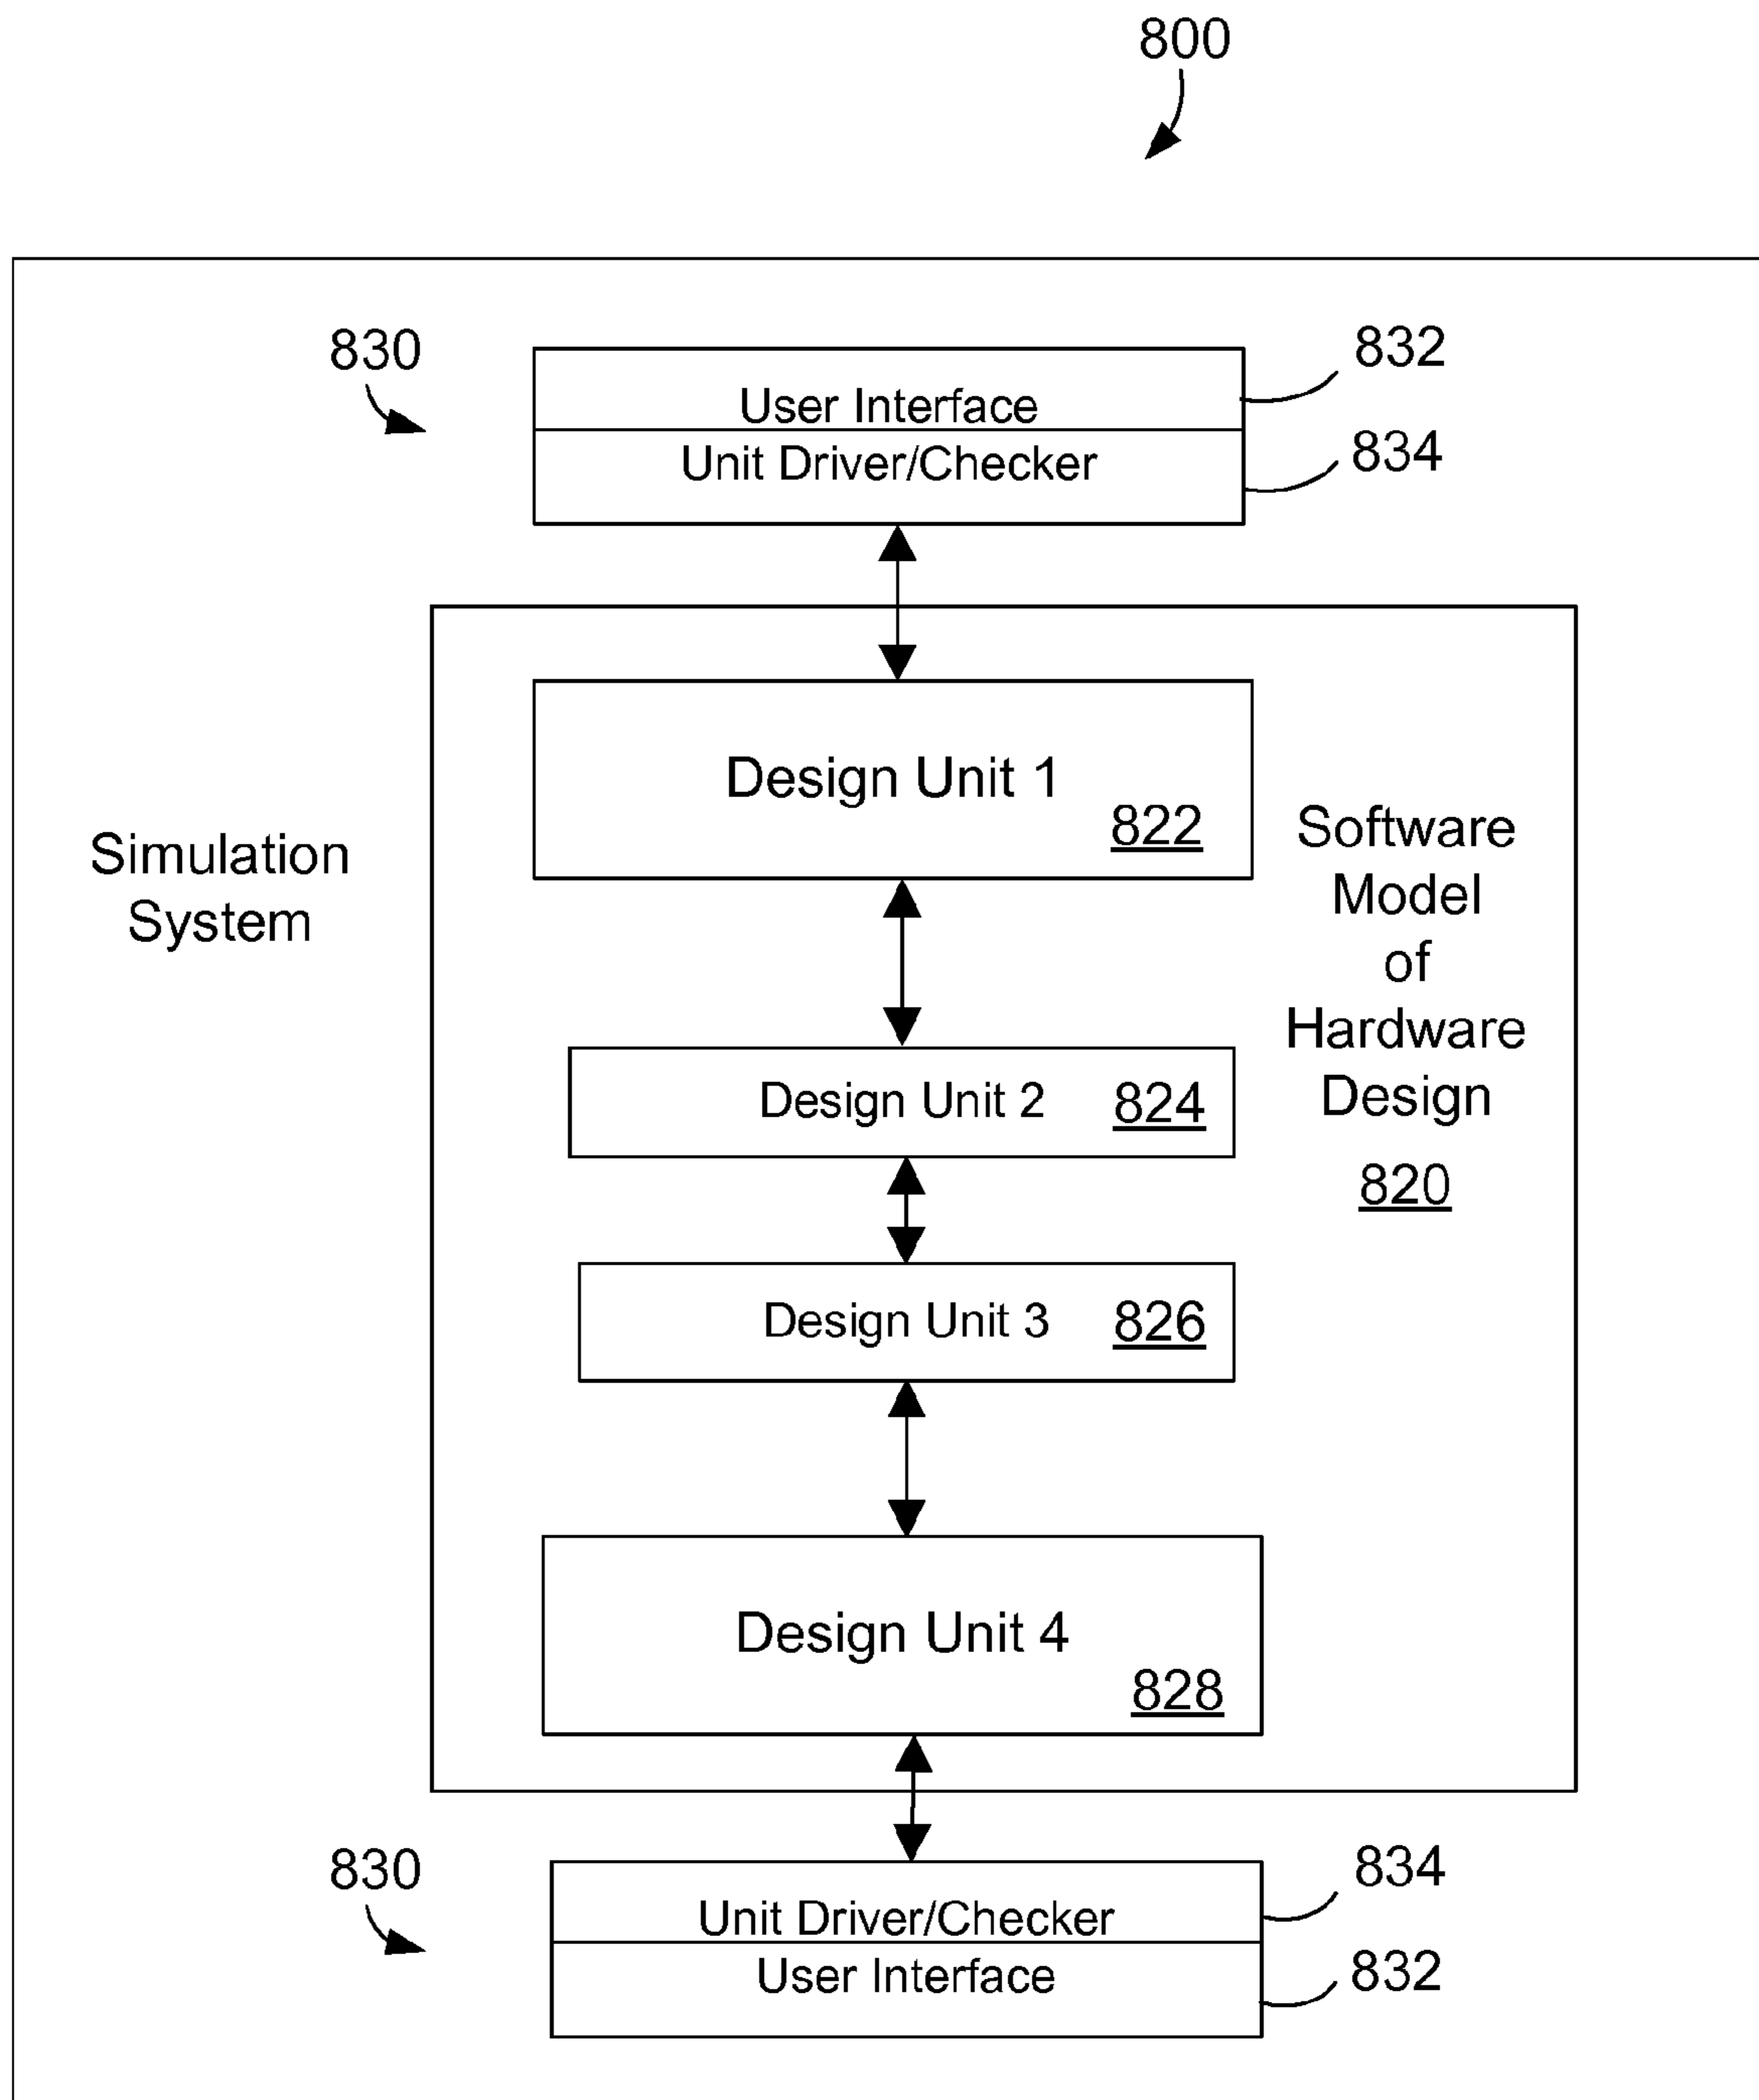 800
830
832
User Interface
834
Unit Driver/Checker
Design Unit 1
822
Simulation
System
Software
Model
of
Hardware
Design
820
Design Unit 2
824
Design Unit 3
826
Design Unit 4
828
830
834
Unit Driver/Checker
832
User Interface